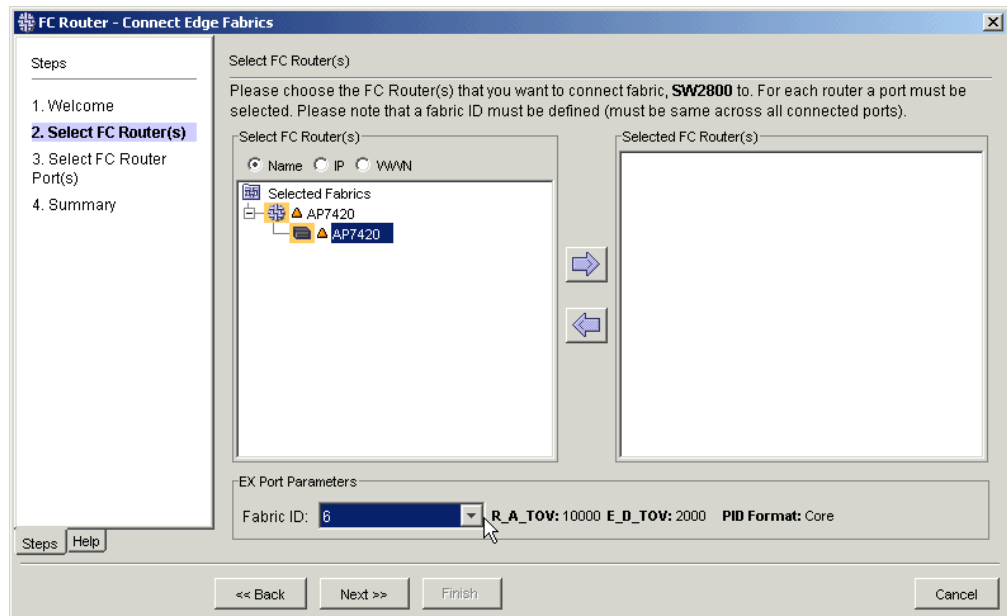 FC Router - Connect Edge Fabrics
Steps
1. Welcome
2. Select FC Router(s)
3. Select FC Router
Port(s)
4. Summary
Steps
Help
Select FC Router(s)
Please choose the FC Router(s) that you want to connect fabric, SW2800 to. For each router a port must be
selected. Please note that a fabric ID must be defined (must be same across all connected ports).
Select FC Router(s)
Name IP WWN
Selected Fabrics
AP7420
AP7420
Selected FC Router(s)
EX Port Parameters
Fabric ID: 6 R_A_TOV: 10000 E_D_TOV: 2000 PID Format: Core
<< Back Next >> Finish Cancel